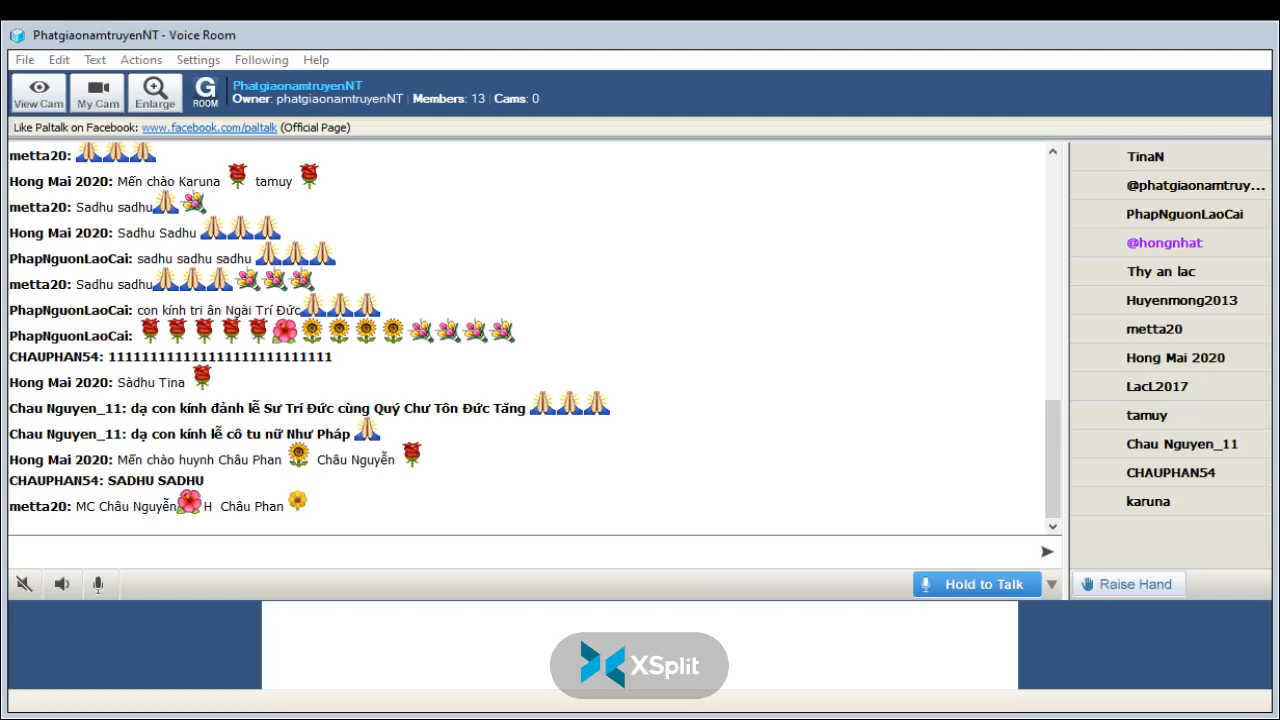 PhatgiaonamtruyenNT - Voice Room
File Edit Text Actions Settings Following Help
View Cam My Cam Enlarge G ROOM
PhatgiaonamtruyenNT
Owner: phatgiaonamtruyenNT | Members: 13 | Cams: 0
Like Paltalk on Facebook: www.facebook.com/paltalk (Official Page)
metta20:
Hong Mai 2020: Mến chào Karuna tamuy
metta20: Sadhu sadhu
Hong Mai 2020: Sadhu Sadhu
PhapNguonLaoCai: sadhu sadhu sadhu
metta20: Sadhu sadhu
PhapNguonLaoCai: con kính tri ân Ngài Trí Đức
PhapNguonLaoCai:
CHAUPHAN54: 1111111111111111111111111111
Hong Mai 2020: Sàdhu Tina
Chau Nguyen_11: dạ con kính đảnh lễ Sư Trí Đức cùng Quý Chư Tôn Đức Tăng
Chau Nguyen_11: dạ con kính lễ cô tu nữ Như Pháp
Hong Mai 2020: Mến chào huynh Châu Phan Châu Nguyễn
CHAUPHAN54: SADHU SADHU
metta20: MC Châu Nguyễn H Châu Phan
TinaN
@phatgiaonamtruy...
PhapNguonLaoCai
@hongnhat
Thy an lac
Huyenmong2013
metta20
Hong Mai 2020
LacL2017
tamuy
Chau Nguyen_11
CHAUPHAN54
karuna
Hold to Talk
Raise Hand
XSplit